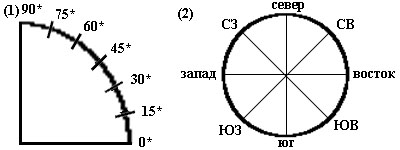 (1)
90*
75*
60*
45*
30*
15*
0*
(2)
север
СЗ
СВ
запад
восток
ЮЗ
ЮВ
юг